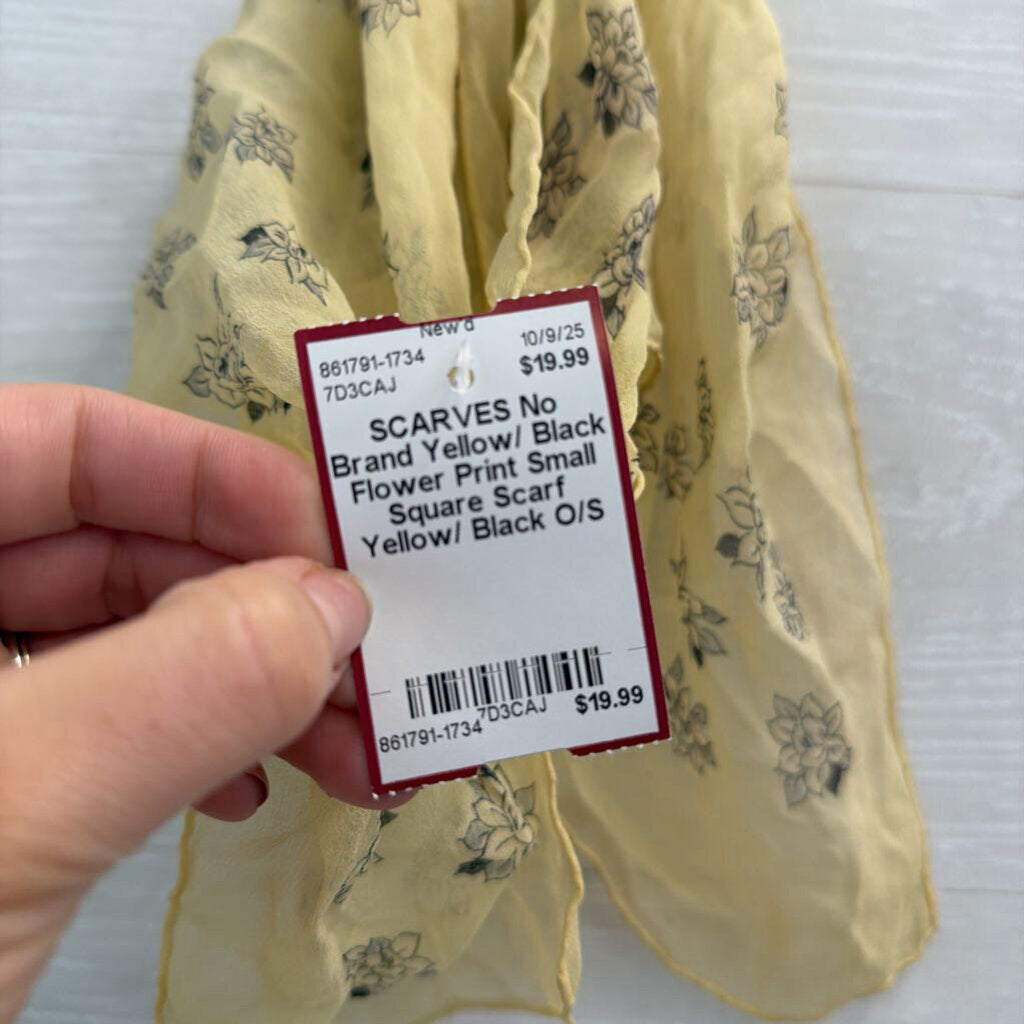 New'd
10/9/25
861791-1734
$19.99
7D3CAJ
SCARVES No
Brand Yellow/ Black
Flower Print Small
Square Scarf
Yellow/ Black O/S
861791-1734 7D3CAJ $19.99